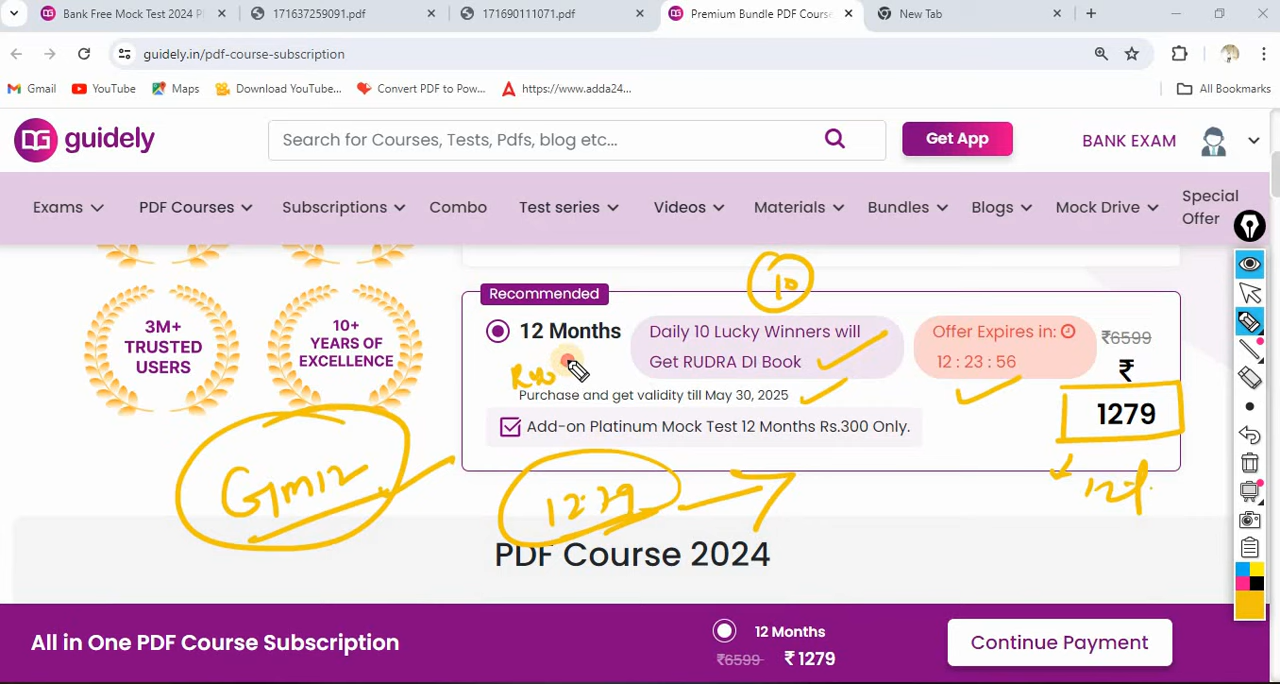 Bank Free Mock Test 2024 P
171637259091.pdf
171690111071.pdf
Premium Bundle PDF Cours
New Tab
guidely.in/pdf-course-subscription
Gmail
YouTube
Maps
Download YouTube...
Convert PDF to Pow...
https://www.adda24...
All Bookmarks
DG guidely
Search for Courses, Tests, Pdfs, blog etc...
Get App
BANK EXAM
Exams
PDF Courses
Subscriptions
Combo
Test series
Videos
Materials
Bundles
Blogs
Mock Drive
Special
Offer
10
Recommended
3M+
TRUSTED
USERS
10+
YEARS OF
EXCELLENCE
12 Months
Daily 10 Lucky Winners will
Get RUDRA DI Book
Offer Expires in:
12 : 23 : 56
₹6599
₹
1279
Purchase and get validity till May 30, 2025
Add-on Platinum Mock Test 12 Months Rs.300 Only.
GM12
1279
12%
PDF Course 2024
All in One PDF Course Subscription
12 Months
₹6599
₹ 1279
Continue Payment